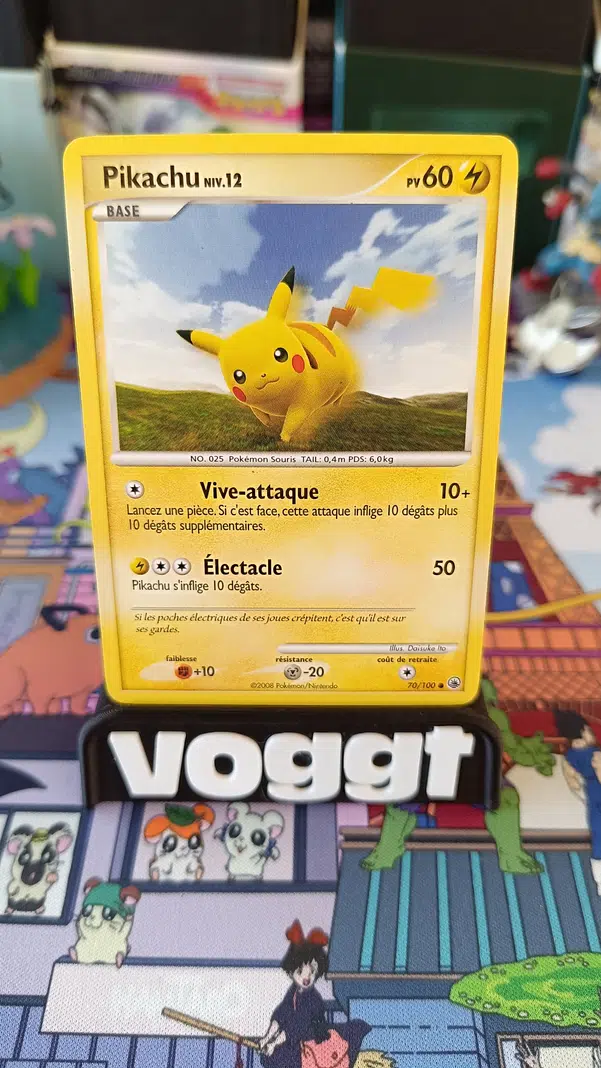 Pikachu NIV.12 PV 60
BASE
NO. 025 Pokémon Souris TAIL: 0,4m PDS: 6,0kg
Vive-attaque 10+
Lancez une pièce. Si c'est face, cette attaque inflige 10 dégâts plus
10 dégâts supplémentaires.
Électacle 50
Pikachu s'inflige 10 dégâts.
Si les poches électriques de ses joues crépitent, c'est qu'il est sur
ses gardes.
Illus. Daisuke Ito
faiblesse résistance coût de retraite
+10 -20
©2008 Pokémon/Nintendo 70/100
voggt